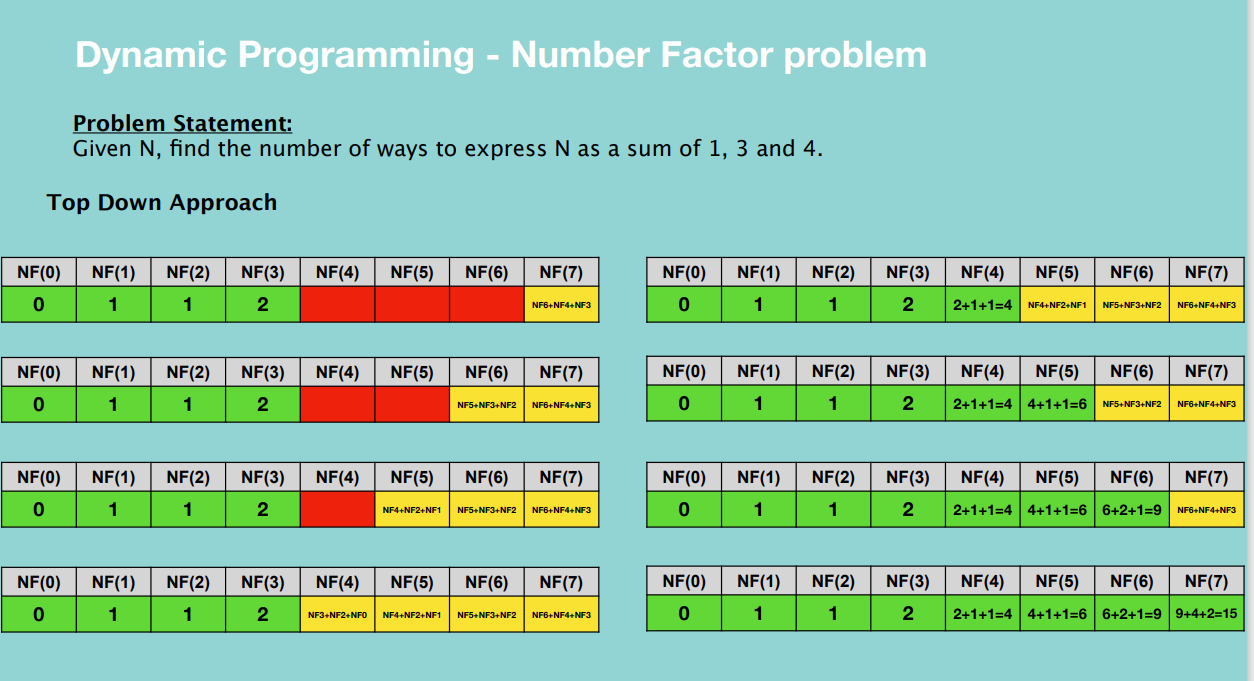 Dynamic Programming - Number Factor problem
Problem Statement:
Given N, find the number of ways to express N as a sum of 1, 3 and 4.
Top Down Approach
NF(0) NF(1) NF(2) NF(3) NF(4) NF(5) NF(6) NF(7)
0 1 1 2 NF6+NF4+NF3
NF(0) NF(1) NF(2) NF(3) NF(4) NF(5) NF(6) NF(7)
0 1 1 2 NF5+NF3+NF2 NF6+NF4+NF3
NF(0) NF(1) NF(2) NF(3) NF(4) NF(5) NF(6) NF(7)
0 1 1 2 NF4+NF2+NF1 NF5+NF3+NF2 NF6+NF4+NF3
NF(0) NF(1) NF(2) NF(3) NF(4) NF(5) NF(6) NF(7)
0 1 1 2 NF3+NF2+NF0 NF4+NF2+NF1 NF5+NF3+NF2 NF6+NF4+NF3
NF(0) NF(1) NF(2) NF(3) NF(4) NF(5) NF(6) NF(7)
0 1 1 2 2+1+1=4 NF4+NF2+NF1 NF5+NF3+NF2 NF6+NF4+NF3
NF(0) NF(1) NF(2) NF(3) NF(4) NF(5) NF(6) NF(7)
0 1 1 2 2+1+1=4 4+1+1=6 NF5+NF3+NF2 NF6+NF4+NF3
NF(0) NF(1) NF(2) NF(3) NF(4) NF(5) NF(6) NF(7)
0 1 1 2 2+1+1=4 4+1+1=6 6+2+1=9 NF6+NF4+NF3
NF(0) NF(1) NF(2) NF(3) NF(4) NF(5) NF(6) NF(7)
0 1 1 2 2+1+1=4 4+1+1=6 6+2+1=9 9+4+2=15